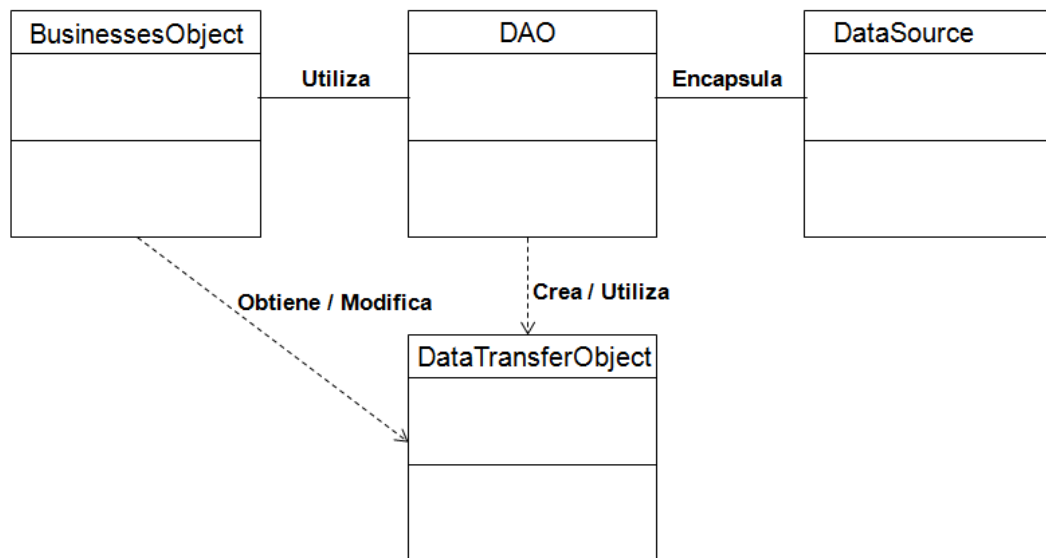 BusinessesObject
DAO
DataSource
Utiliza
Encapsula
Obtiene / Modifica
Crea / Utiliza
DataTransferObject